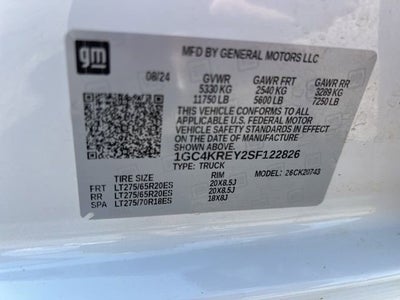 gm
MFD BY GENERAL MOTORS LLC
08/24 GVWR GAWR FRT GAWR RR
5330 KG 2540 KG 3289 KG
11750 LB 5600 LB 7250 LB
THIS VEHICLE CONFORMS TO ALL APPLICABLE
U.S. FEDERAL MOTOR VEHICLE SAFETY
STANDARDS IN EFFECT ON THE DATE OF
MANUFACTURE SHOWN ABOVE.
1GC4KREY2SF122826
TYPE: TRUCK
TIRE SIZE RIM MODEL: 26CK20743
FRT LT275/65R20ES 20X8.5J
RR LT275/65R20ES 20X8.5J
SPA LT275/70R18ES 18X8J